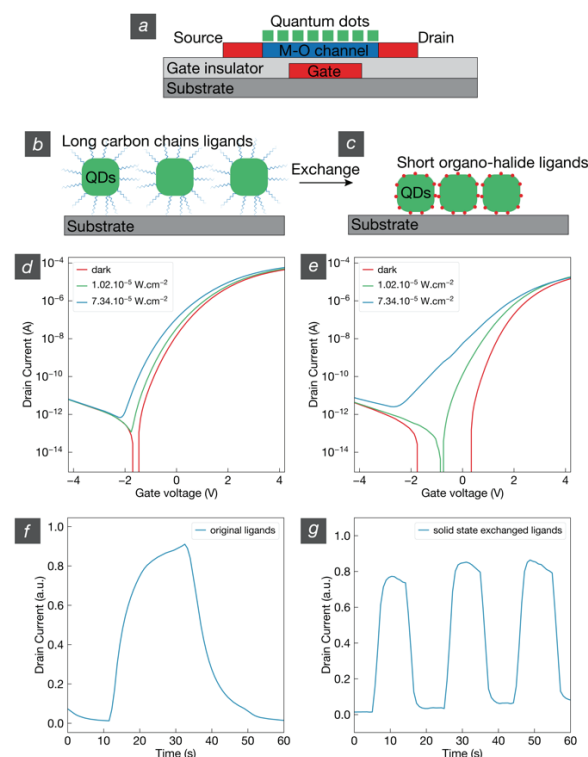 a
Quantum dots
Source
M-O channel
Drain
Gate insulator
Gate
Substrate
b
Long carbon chains ligands
QDs
Substrate
Exchange
c
Short organo-halide ligands
QDs
Substrate
d
dark
1.02.10⁻⁵ W.cm⁻²
7.34.10⁻⁵ W.cm⁻²
Drain Current (A)
10⁻⁴
10⁻⁶
10⁻⁸
10⁻¹⁰
10⁻¹²
10⁻¹⁴
−4 −2 0 2 4
Gate voltage (V)
e
dark
1.02.10⁻⁵ W.cm⁻²
7.34.10⁻⁵ W.cm⁻²
Drain Current (A)
10⁻⁴
10⁻⁶
10⁻⁸
10⁻¹⁰
10⁻¹²
10⁻¹⁴
−4 −2 0 2 4
Gate voltage (V)
f
original ligands
Drain Current (a.u.)
1.0
0.8
0.6
0.4
0.2
0.0
0 10 20 30 40 50 60
Time (s)
g
solid state exchanged ligands
Drain Current (a.u.)
1.0
0.8
0.6
0.4
0.2
0.0
0 10 20 30 40 50 60
Time (s)